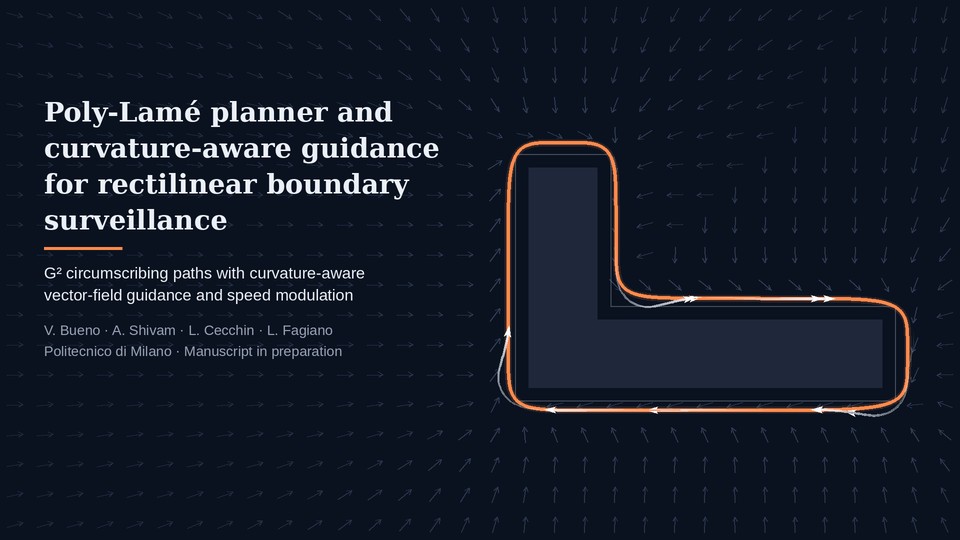 Poly-Lamé planner and
curvature-aware guidance
for rectilinear boundary
surveillance
G² circumscribing paths with curvature-aware
vector-field guidance and speed modulation
V. Bueno · A. Shivam · L. Cecchin · L. Fagiano
Politecnico di Milano · Manuscript in preparation